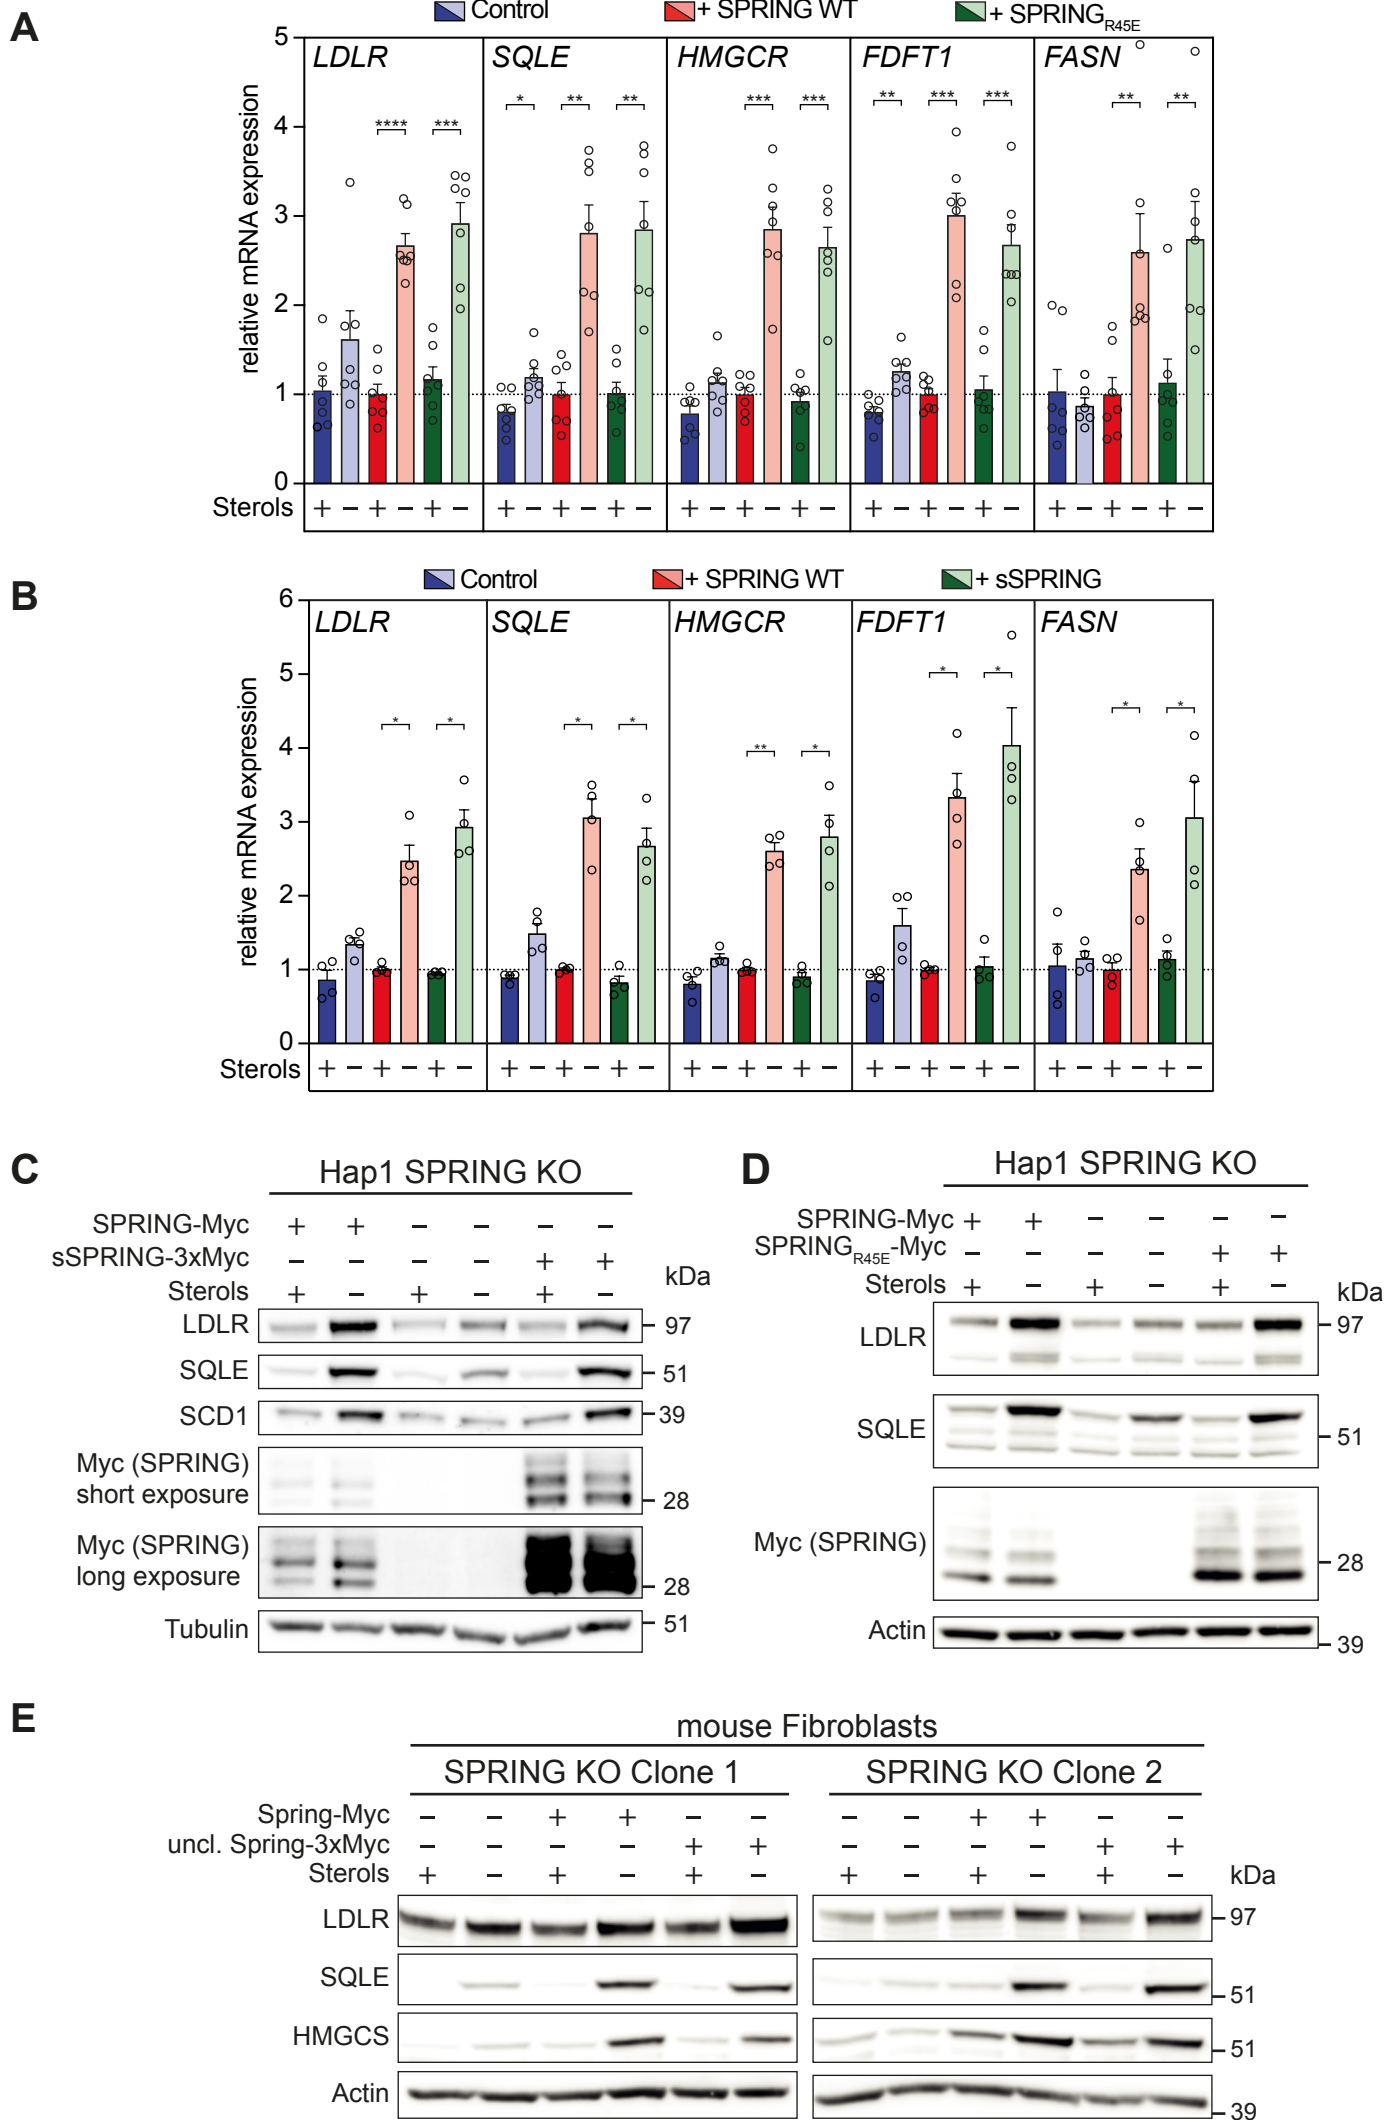 A
Control + SPRING WT + SPRING_R45E
LDLR SQLE HMGCR FDFT1 FASN
* ** ** *** *** ** *** *** ** **
**** ***
relative mRNA expression
5
4
3
2
1
0
Sterols + − + − + − + − + − + − + − + − + − + − + − + − + − + − + −
B
Control + SPRING WT + sSPRING
LDLR SQLE HMGCR FDFT1 FASN
* *
* *
* * * *
** *
relative mRNA expression
6
5
4
3
2
1
0
Sterols + − + − + − + − + − + − + − + − + − + − + − + − + − + − + −
C
Hap1 SPRING KO
SPRING-Myc + + − − − −
sSPRING-3xMyc − − − − + +
Sterols + − + − + −
kDa
LDLR 97
SQLE 51
SCD1 39
Myc (SPRING)
short exposure 28
Myc (SPRING)
long exposure 28
Tubulin 51
D
Hap1 SPRING KO
SPRING-Myc + + − − − −
SPRING_R45E-Myc − − − − + +
Sterols + − + − + −
kDa
LDLR 97
SQLE 51
Myc (SPRING) 28
Actin 39
E
mouse Fibroblasts
SPRING KO Clone 1 SPRING KO Clone 2
Spring-Myc − − + + − − − − + + − −
uncl. Spring-3xMyc − − − − + + − − − − + +
Sterols + − + − + − + − + − + − kDa
LDLR 97
SQLE 51
HMGCS 51
Actin 39